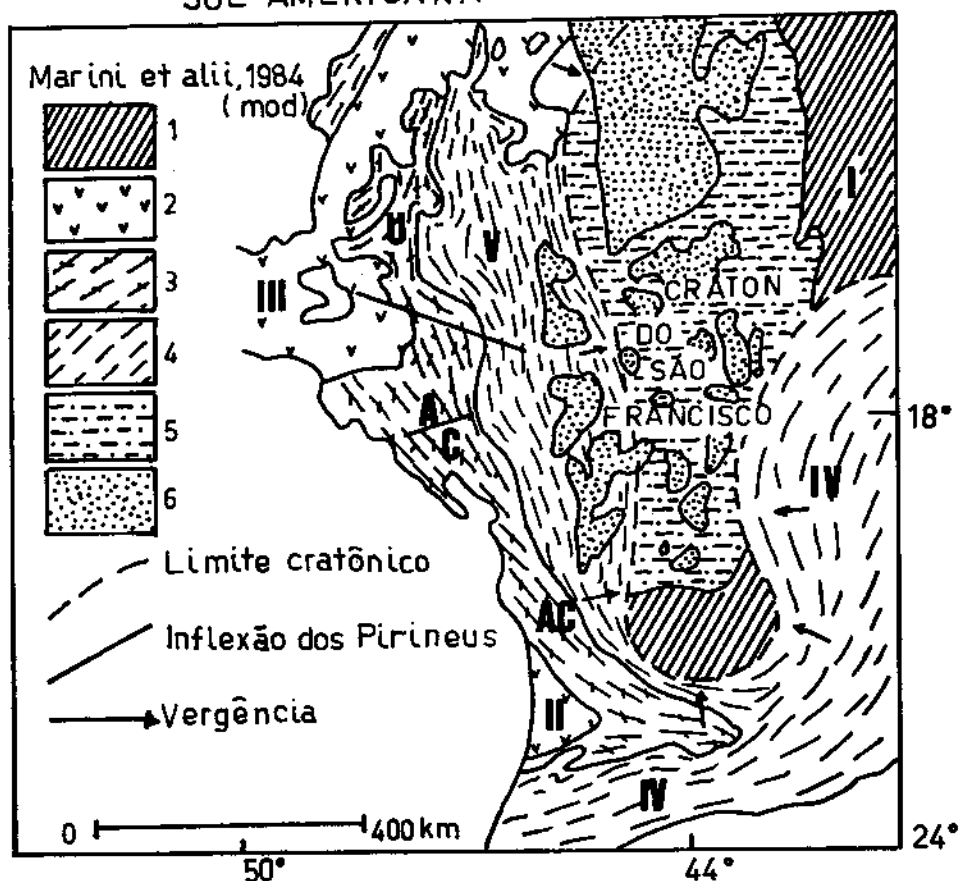 SUL AMERICANA
Marini et alii, 1984
(mod)
1
2
3
4
5
6
Limite cratônico
Inflexão dos Pirineus
Vergência
0 400 km
I
U
V
III
CRÁTON
DO
SÃO
FRANCISCO
A
C
IV
AC
II
IV
18°
24°
50°
44°